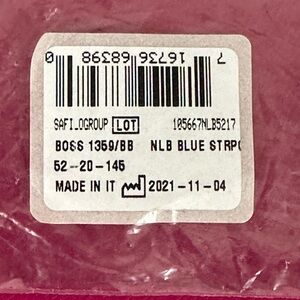 7 16736 68398 0
SAFILOGROUP LOT 105667NLB5217
BOSS 1359/BB NLB BLUE STRP
52-20-145
MADE IN IT 2021-11-04